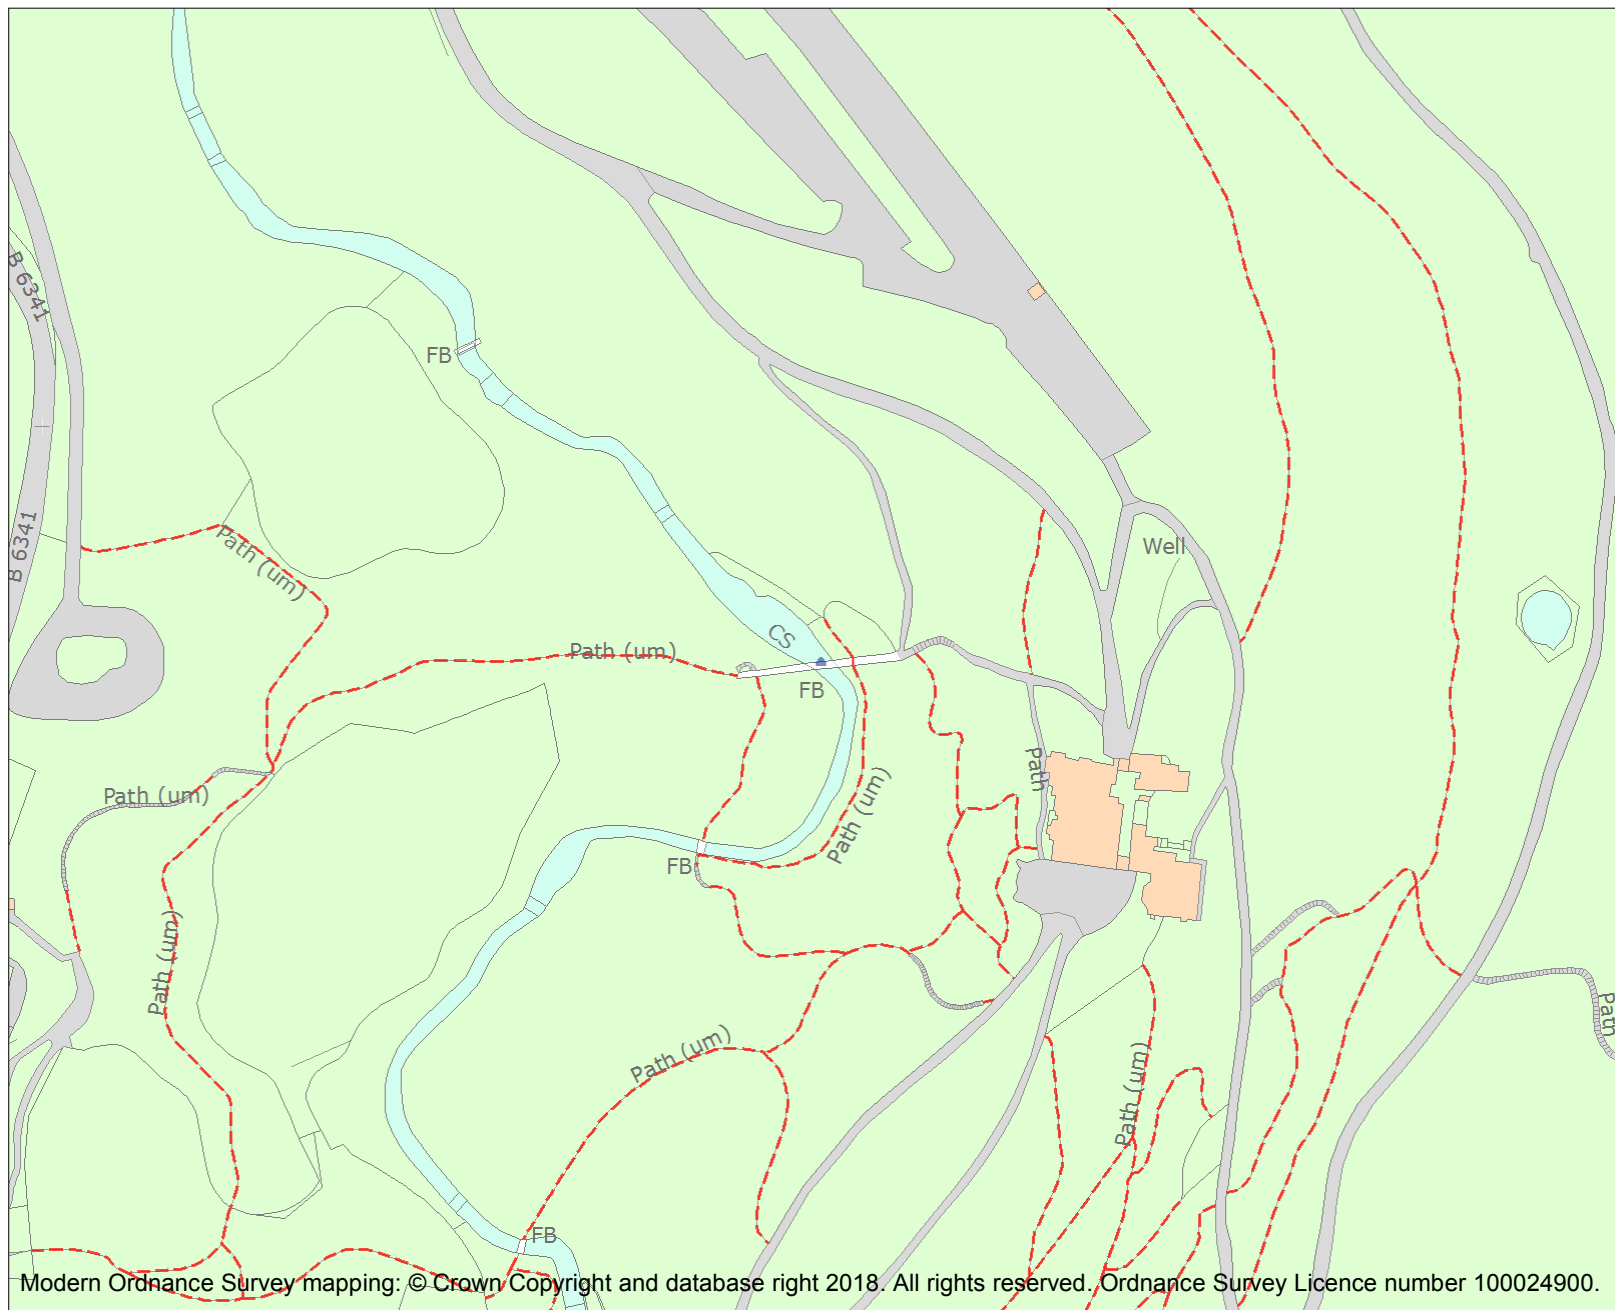 B 6341
FB
B 6341
Path (um)
Well
CS
Path (um)
FB
Path
Path (um)
Path (um)
FB
Path (um)
Path
Path (um)
Path (um)
FB
Modern Ordnance Survey mapping: © Crown Copyright and database right 2018. All rights reserved. Ordnance Survey Licence number 100024900.